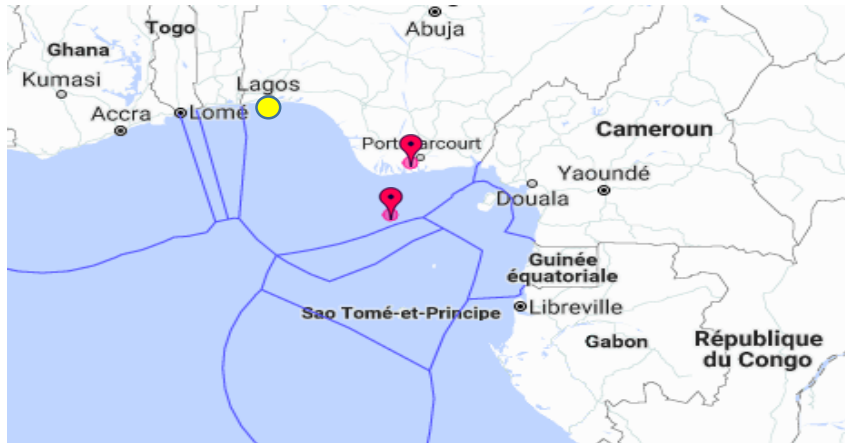 Togo
Abuja
Ghana
Kumasi
Lagos
Accra
Lomé
Port Harcourt
Cameroun
Yaoundé
Douala
Guinée
équatoriale
Libreville
Sao Tomé-et-Principe
Gabon
République
du Congo